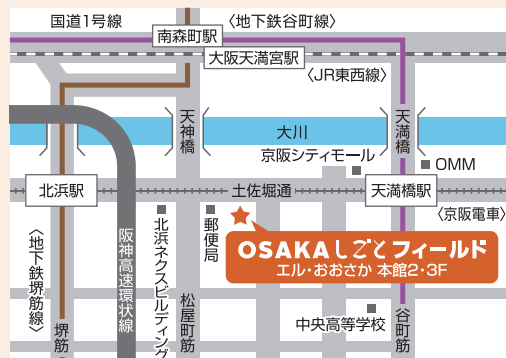 国道1号線
〈地下鉄谷町線〉
南森町駅
大阪天満宮駅
〈JR東西線〉
天神橋
大川
天満橋
京阪シティモール
OMM
北浜駅
土佐堀通
天満橋駅
〈京阪電車〉
〈地下鉄堺筋線〉
阪神高速環状線
北浜ネクスビルディング
郵便局
OSAKAしごとフィールド
エル・おおさか 本館2・3F
堺筋
松屋町筋
中央高等学校
谷町筋